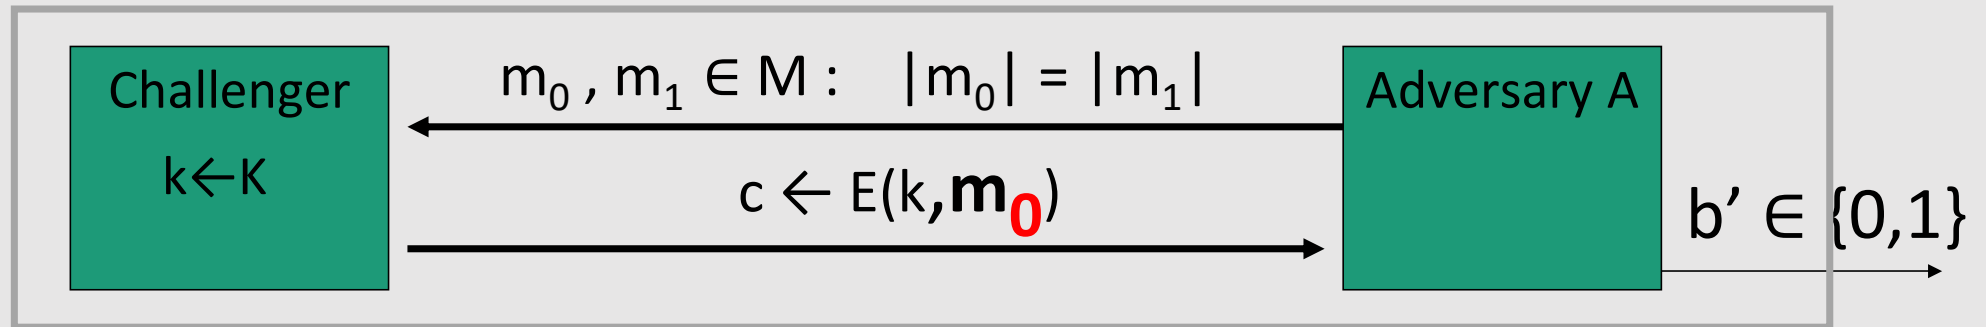 Challenger
k←K
m₀ , m₁ ∈ M :   |m₀| = |m₁|
c ← E(k,m₀)
Adversary A
b’ ∈ {0,1}